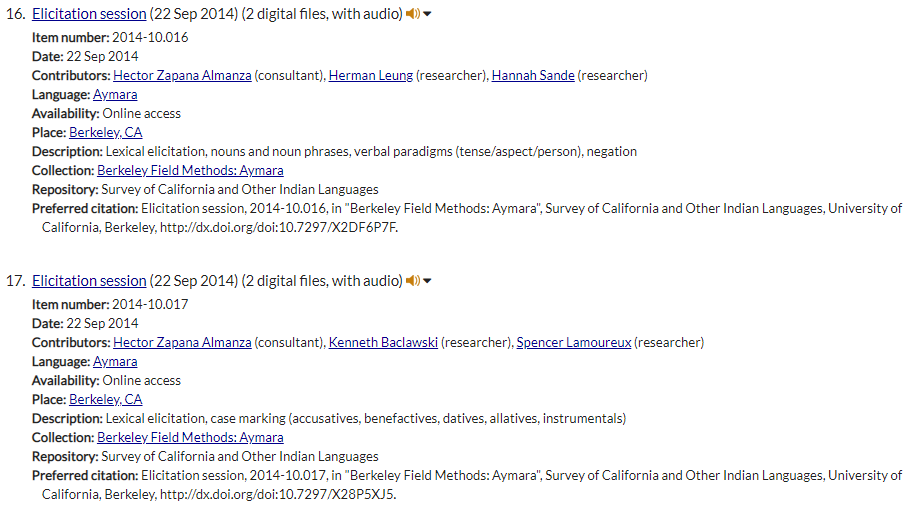 16. Elicitation session (22 Sep 2014) (2 digital files, with audio)
Item number: 2014-10.016
Date: 22 Sep 2014
Contributors: Hector Zapana Almanza (consultant), Herman Leung (researcher), Hannah Sande (researcher)
Language: Aymara
Availability: Online access
Place: Berkeley, CA
Description: Lexical elicitation, nouns and noun phrases, verbal paradigms (tense/aspect/person), negation
Collection: Berkeley Field Methods: Aymara
Repository: Survey of California and Other Indian Languages
Preferred citation: Elicitation session, 2014-10.016, in "Berkeley Field Methods: Aymara", Survey of California and Other Indian Languages, University of
California, Berkeley, http://dx.doi.org/doi:10.7297/X2DF6P7F.
17. Elicitation session (22 Sep 2014) (2 digital files, with audio)
Item number: 2014-10.017
Date: 22 Sep 2014
Contributors: Hector Zapana Almanza (consultant), Kenneth Baclawski (researcher), Spencer Lamoureux (researcher)
Language: Aymara
Availability: Online access
Place: Berkeley, CA
Description: Lexical elicitation, case marking (accusatives, benefactives, datives, allatives, instrumentals)
Collection: Berkeley Field Methods: Aymara
Repository: Survey of California and Other Indian Languages
Preferred citation: Elicitation session, 2014-10.017, in "Berkeley Field Methods: Aymara", Survey of California and Other Indian Languages, University of
California, Berkeley, http://dx.doi.org/doi:10.7297/X28P5XJ5.